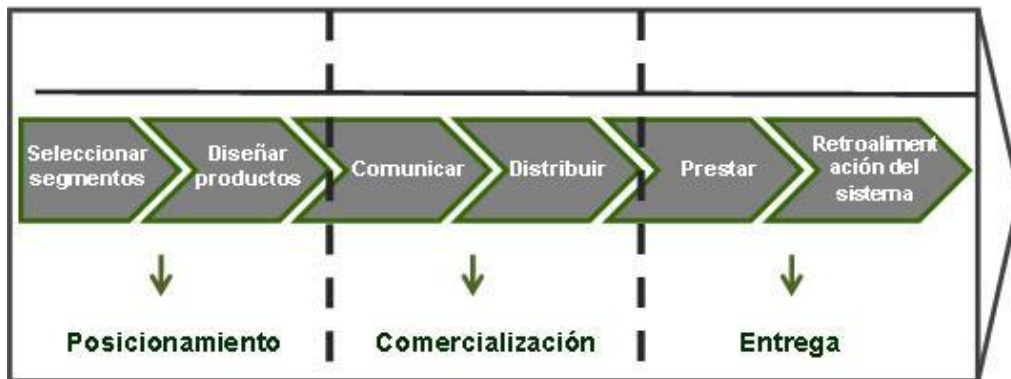 Seleccionar
segmentos
Diseñar
productos
Comunicar
Distribuir
Prestar
Retroaliment
ación del
sistema
Posicionamiento
Comercialización
Entrega